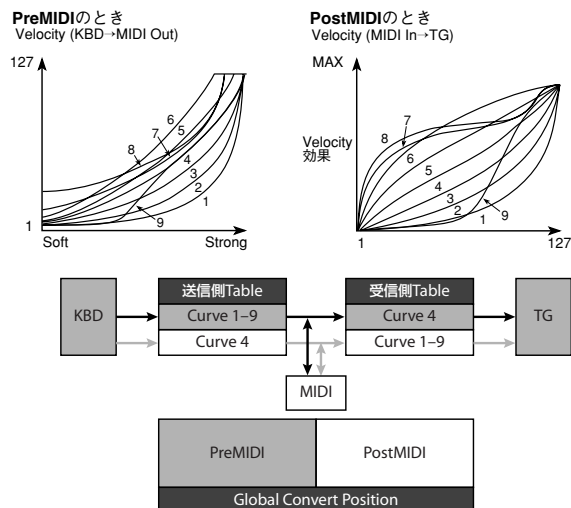 PreMIDIのとき
Velocity (KBD→MIDI Out)
127
1
Soft
Strong
8
7
6
5
4
3
2
1
9
PostMIDIのとき
Velocity (MIDI In→TG)
MAX
Velocity
効果
1
127
8
7
6
5
4
3
2
1
9
KBD
送信側Table
Curve 1–9
Curve 4
受信側Table
Curve 4
Curve 1–9
TG
MIDI
PreMIDI
PostMIDI
Global Convert Position